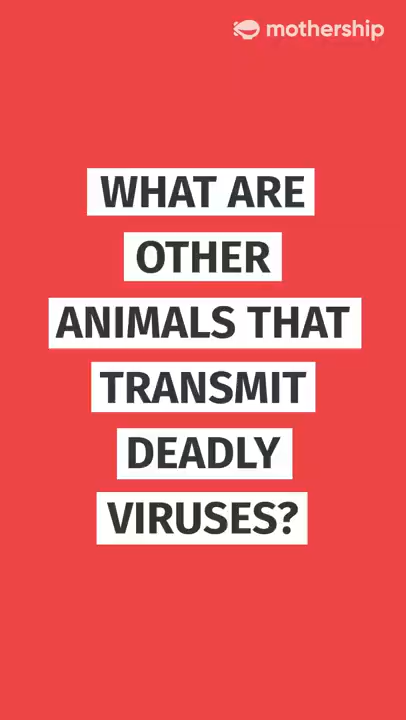 mothership
WHAT ARE
OTHER
ANIMALS THAT
TRANSMIT
DEADLY
VIRUSES?